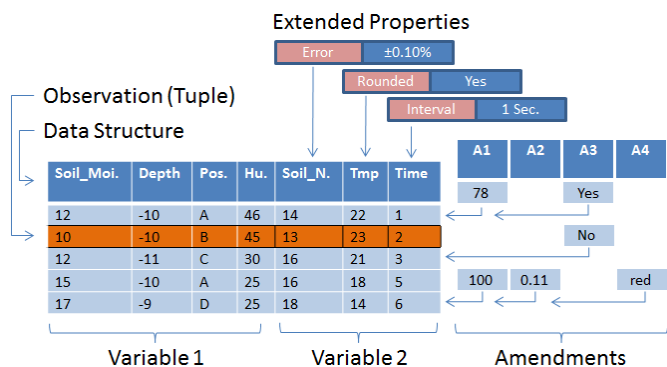 Extended Properties
Error ±0.10%
Rounded Yes
Interval 1 Sec.
Observation (Tuple)
Data Structure
Soil_Moi. Depth Pos. Hu. Soil_N. Tmp Time
A1 A2 A3 A4
12 -10 A 46 14 22 1
78 Yes
10 -10 B 45 13 23 2
No
12 -11 C 30 16 21 3
15 -10 A 25 16 18 5
100 0.11 red
17 -9 D 25 18 14 6
Variable 1 Variable 2 Amendments